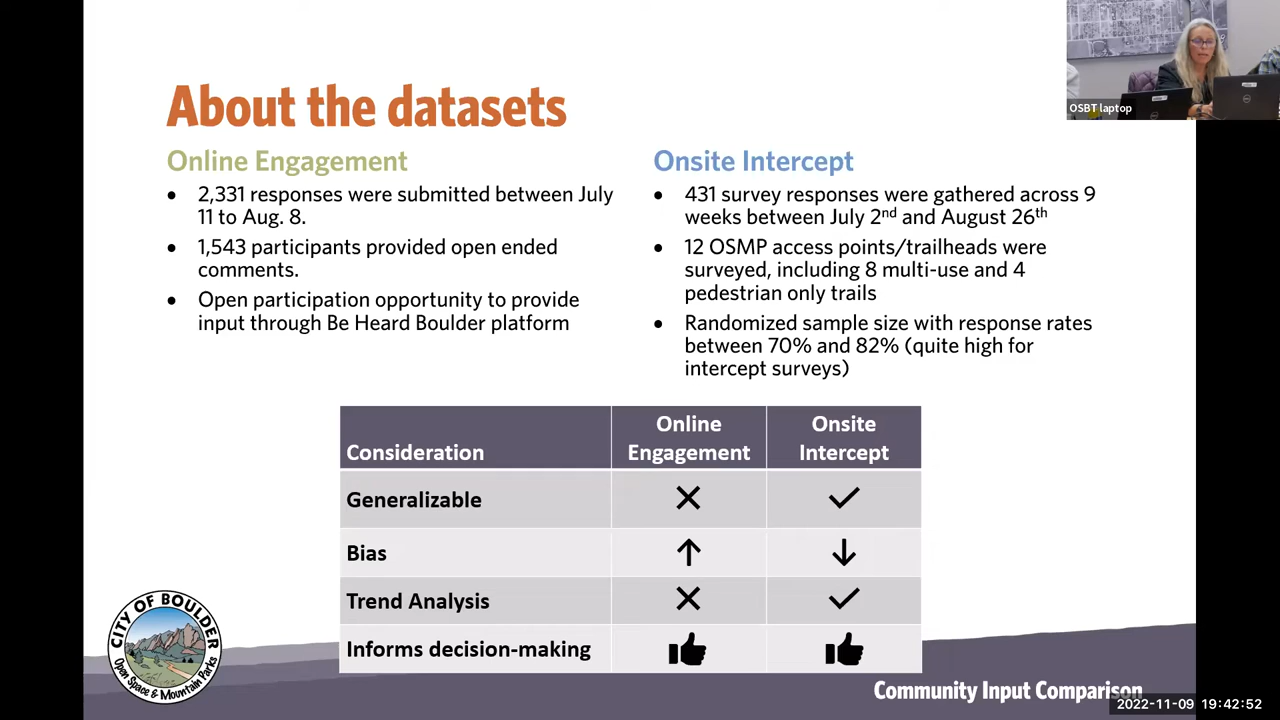 OSBT laptop
About the datasets
Online Engagement
• 2,331 responses were submitted between July
11 to Aug. 8.
• 1,543 participants provided open ended
comments.
• Open participation opportunity to provide
input through Be Heard Boulder platform
Onsite Intercept
• 431 survey responses were gathered across 9
weeks between July 2nd and August 26th
• 12 OSMP access points/trailheads were
surveyed, including 8 multi-use and 4
pedestrian only trails
• Randomized sample size with response rates
between 70% and 82% (quite high for
intercept surveys)
Consideration
Online
Engagement
Onsite
Intercept
Generalizable
Bias
Trend Analysis
Informs decision-making
CITY OF BOULDER
Open Space & Mountain Parks
Community Input Comparison
2022-11-09 19:42:52